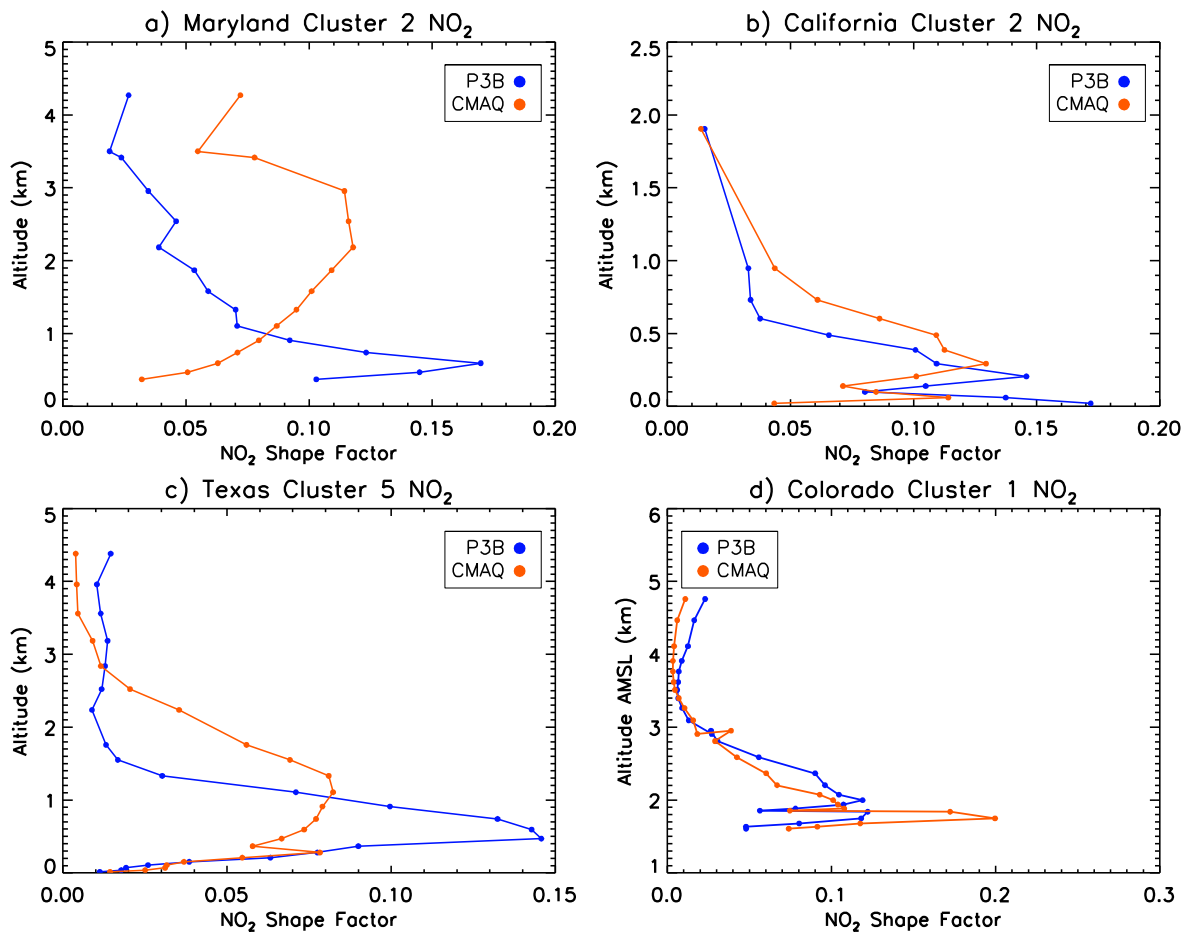 a) Maryland Cluster 2 NO₂
5
4
3
2
1
0
Altitude (km)
P3B
CMAQ
0.00 0.05 0.10 0.15 0.20
NO₂ Shape Factor
b) California Cluster 2 NO₂
2.5
2.0
1.5
1.0
0.5
0.0
Altitude (km)
P3B
CMAQ
0.00 0.05 0.10 0.15 0.20
NO₂ Shape Factor
c) Texas Cluster 5 NO₂
5
4
3
2
1
0
Altitude (km)
P3B
CMAQ
0.00 0.05 0.10 0.15
NO₂ Shape Factor
d) Colorado Cluster 1 NO₂
6
5
4
3
2
1
Altitude AMSL (km)
P3B
CMAQ
0.0 0.1 0.2 0.3
NO₂ Shape Factor